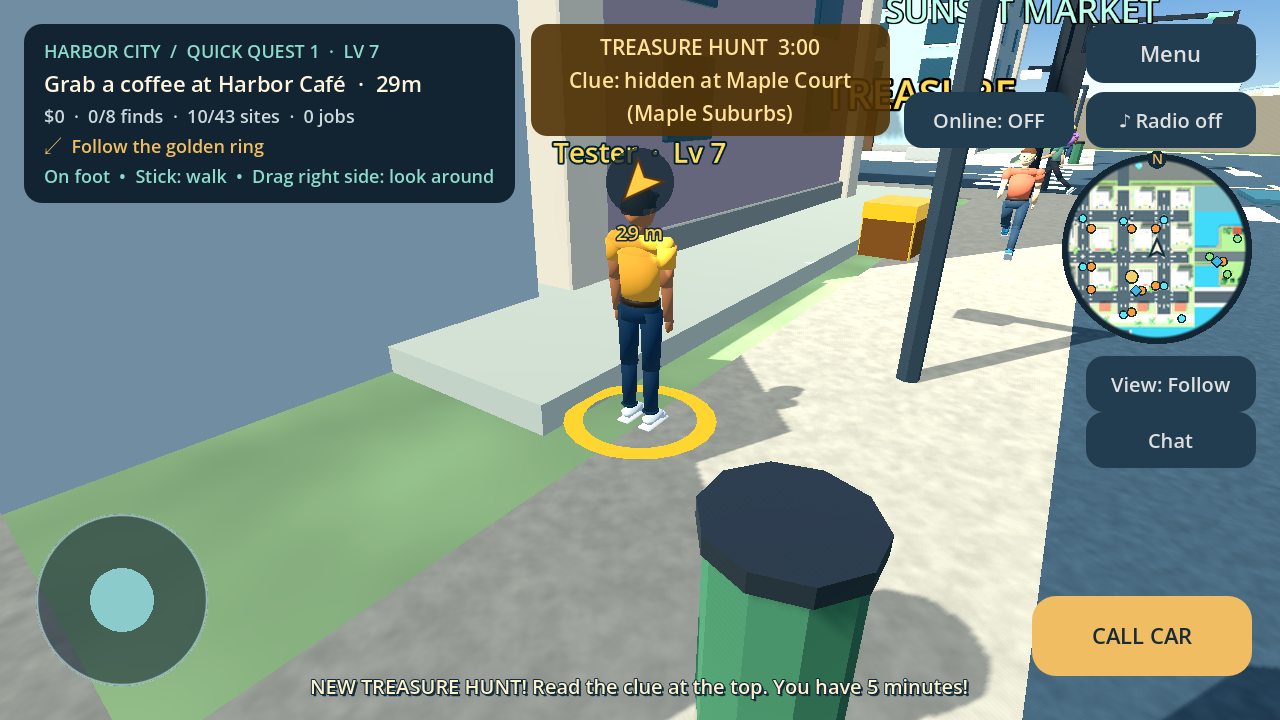 SUNSET MARKET
HARBOR CITY / QUICK QUEST 1 · LV 7
Grab a coffee at Harbor Café · 29m
$0 · 0/8 finds · 10/43 sites · 0 jobs
↙ Follow the golden ring
On foot • Stick: walk • Drag right side: look around
TREASURE HUNT 3:00
Clue: hidden at Maple Court
(Maple Suburbs)
TREASURE
Menu
Online: OFF
♪ Radio off
Tester · Lv 7
N
29 m
View: Follow
Chat
CALL CAR
NEW TREASURE HUNT! Read the clue at the top. You have 5 minutes!